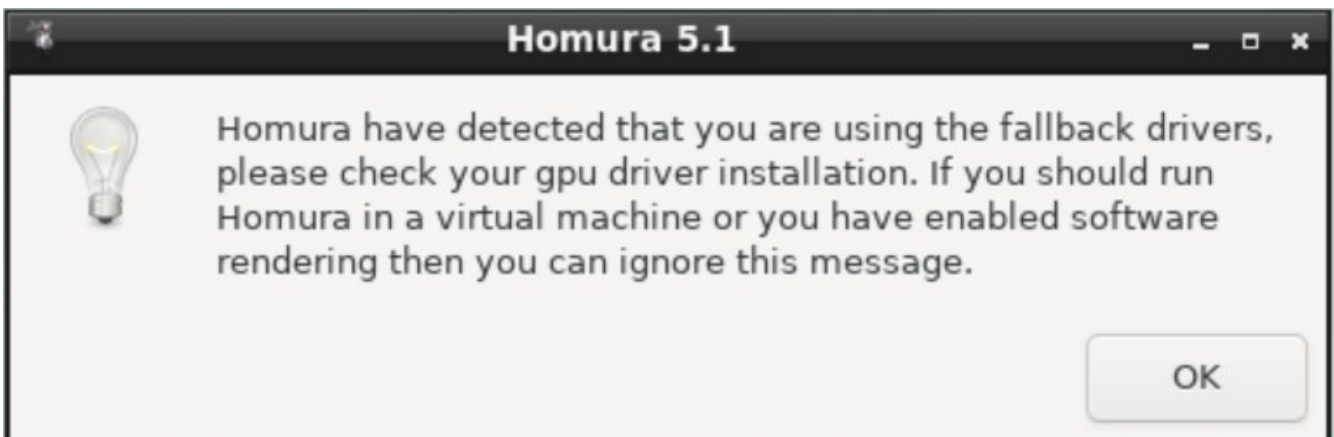 Homura 5.1
Homura have detected that you are using the fallback drivers,
please check your gpu driver installation. If you should run
Homura in a virtual machine or you have enabled software
rendering then you can ignore this message.
OK